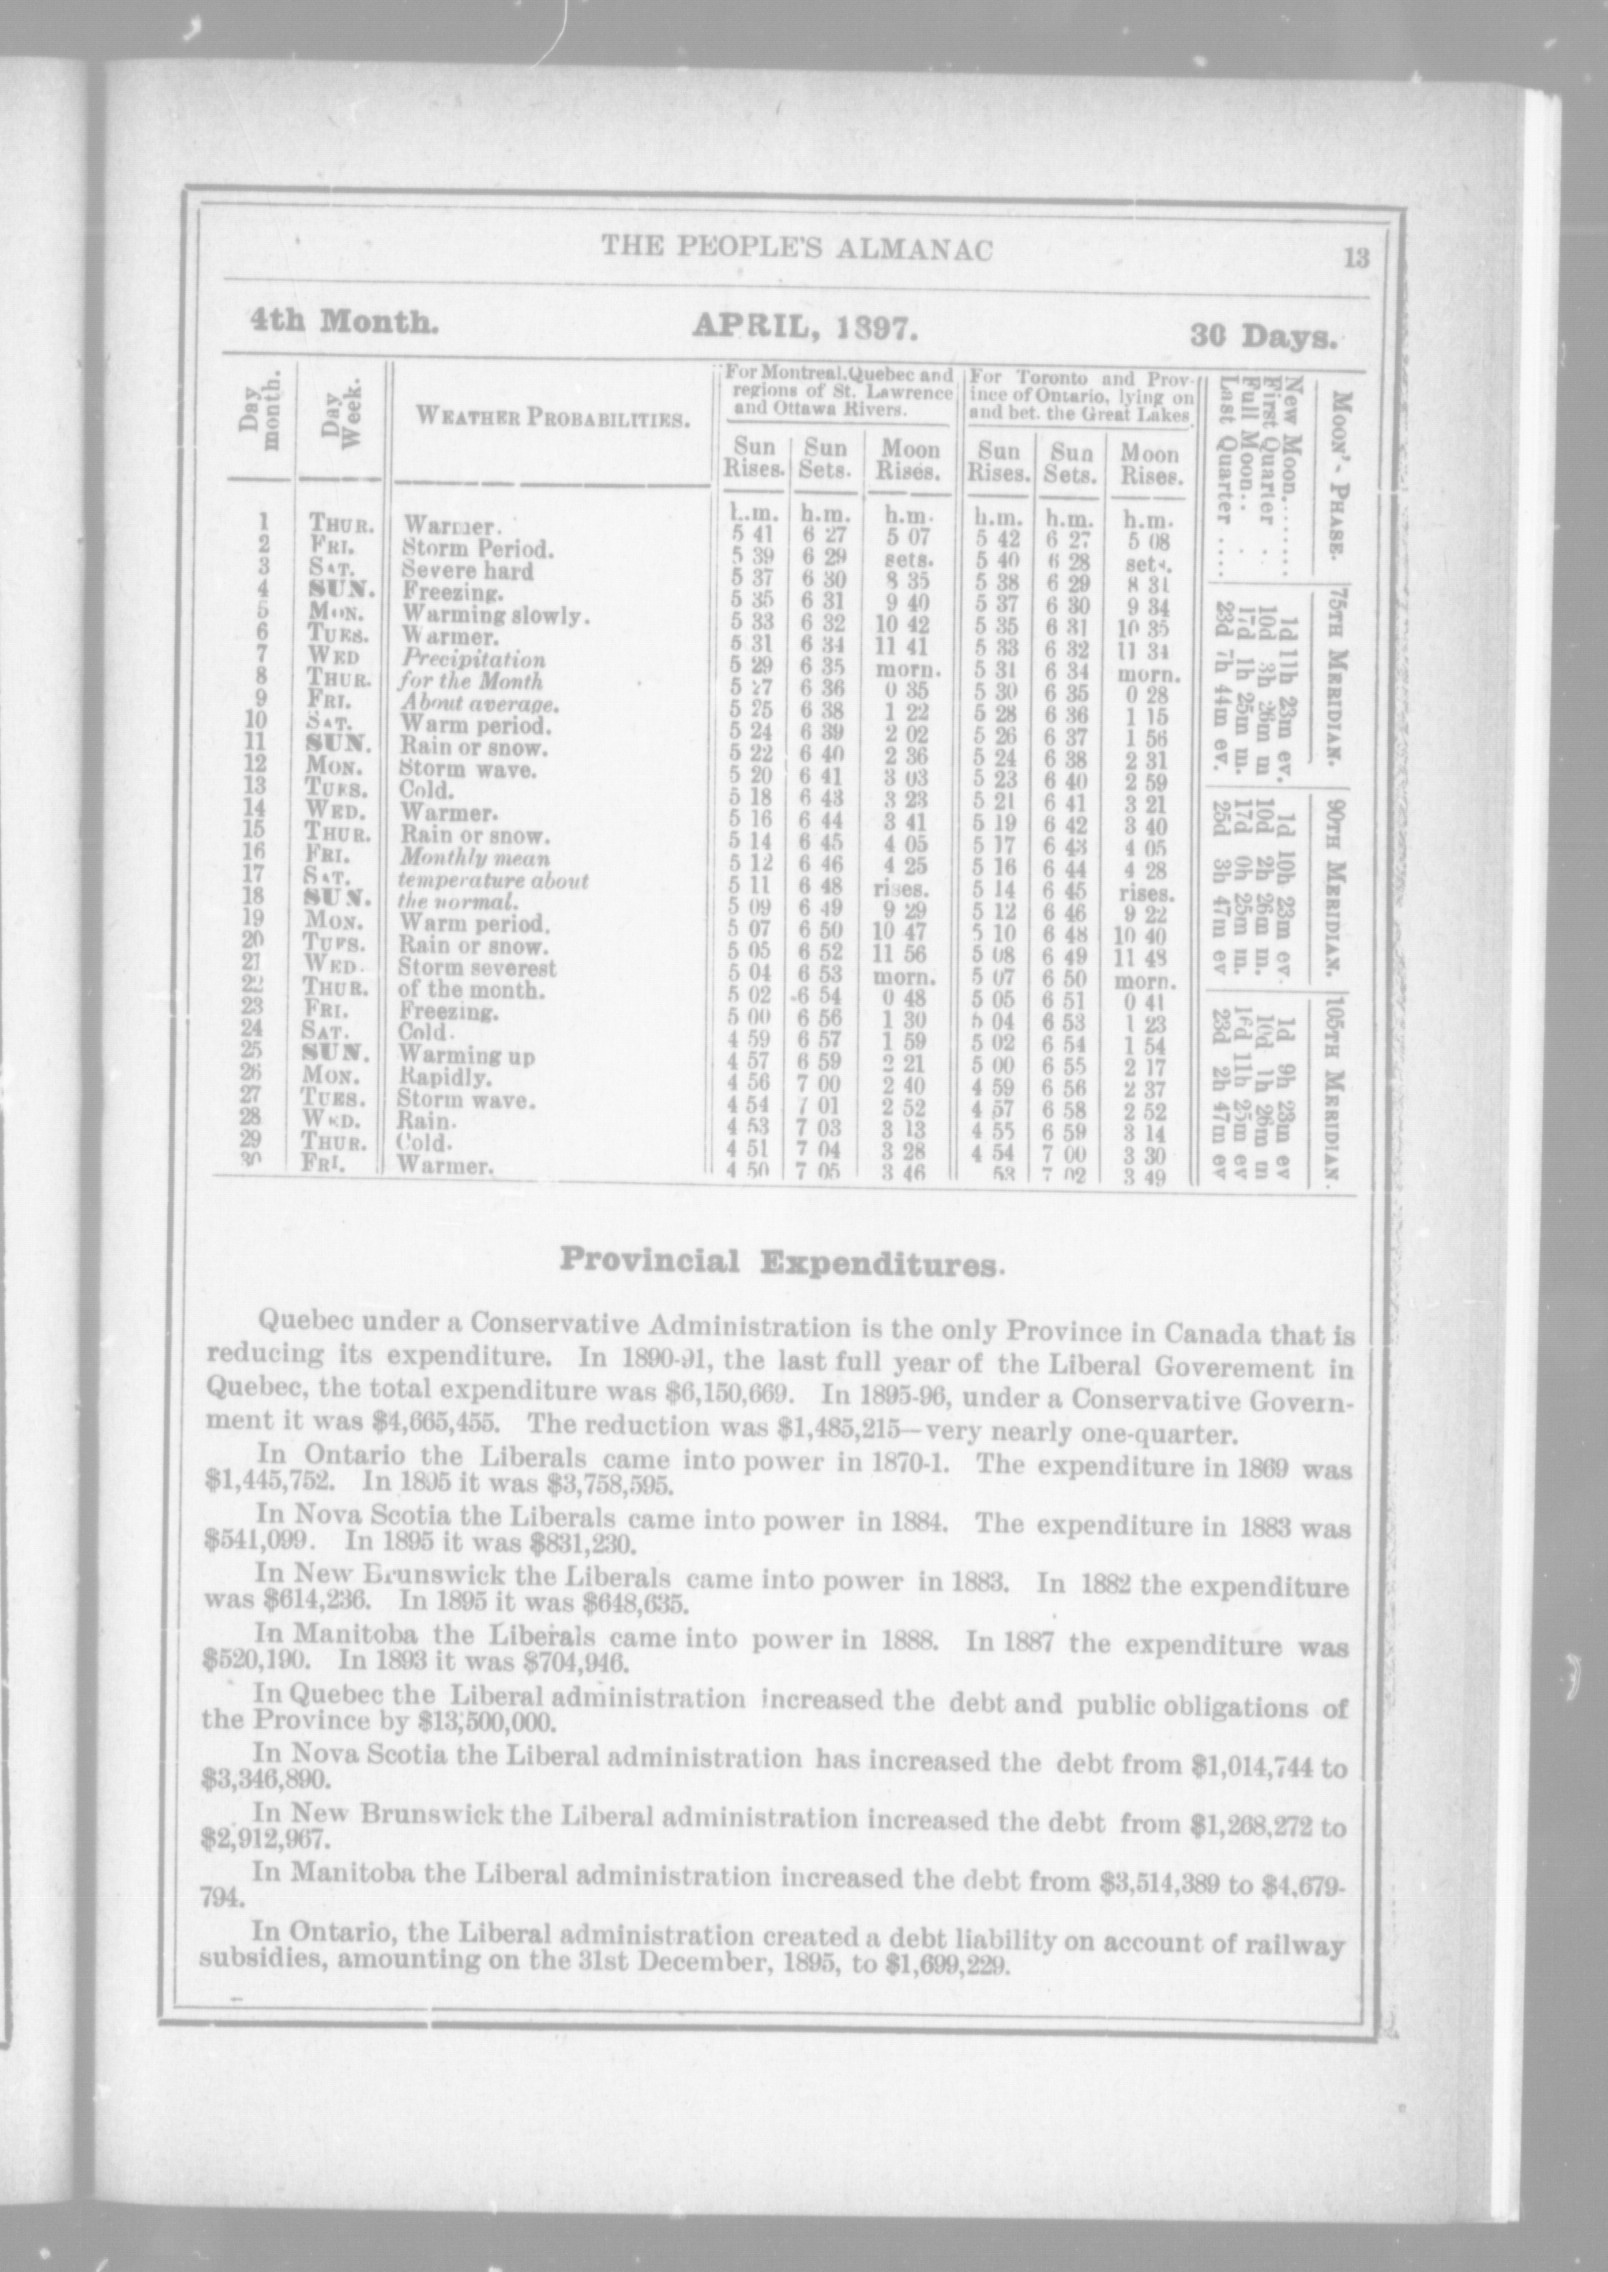 THE PEOPLE'S ALMANAC 13
4th Month. APRIL, 1897. 30 Days.
Day month. Day Week. WEATHER PROBABILITIES.
For Montreal, Quebec and regions of St. Lawrence and Ottawa Rivers.
For Toronto and Province of Ontario, lying on and bet. the Great Lakes
Sun Rises. Sun Sets. Moon Rises. Sun Rises. Sun Sets. Moon Rises.
h.m. h.m. h.m. h.m. h.m. h.m.
1 THUR. Warmer. 5 41 6 27 5 07 5 42 6 27 5 08
2 FRI. Storm Period. 5 39 6 29 sets. 5 40 6 28 sets.
3 SAT. Severe hard 5 37 6 30 8 35 5 38 6 29 8 31
4 SUN. Freezing. 5 35 6 31 9 40 5 37 6 30 9 34
5 MON. Warming slowly. 5 33 6 32 10 42 5 35 6 31 10 35
6 TUES. Warmer. 5 31 6 34 11 41 5 33 6 32 11 34
7 WED Precipitation 5 29 6 35 morn. 5 31 6 34 morn.
8 THUR. for the Month 5 27 6 36 0 35 5 30 6 35 0 28
9 FRI. About average. 5 25 6 38 1 22 5 28 6 36 1 15
10 SAT. Warm period. 5 24 6 39 2 02 5 26 6 37 1 56
11 SUN. Rain or snow. 5 22 6 40 2 36 5 24 6 38 2 31
12 MON. Storm wave. 5 20 6 41 3 03 5 23 6 40 2 59
13 TUES. Cold. 5 18 6 43 3 23 5 21 6 41 3 21
14 WED. Warmer. 5 16 6 44 3 41 5 19 6 42 3 40
15 THUR. Rain or snow. 5 14 6 45 4 05 5 17 6 43 4 05
16 FRI. Monthly mean 5 12 6 46 4 25 5 16 6 44 4 28
17 SAT. temperature about 5 11 6 48 rises. 5 14 6 45 rises.
18 SUN. the normal. 5 09 6 49 9 29 5 12 6 46 9 22
19 MON. Warm period. 5 07 6 50 10 47 5 10 6 48 10 40
20 TUES. Rain or snow. 5 05 6 52 11 56 5 08 6 49 11 48
21 WED. Storm severest 5 04 6 53 morn. 5 07 6 50 morn.
22 THUR. of the month. 5 02 6 54 0 48 5 05 6 51 0 41
23 FRI. Freezing. 5 00 6 56 1 30 5 04 6 53 1 23
24 SAT. Cold. 4 59 6 57 1 59 5 02 6 54 1 54
25 SUN. Warming up 4 57 6 59 2 21 5 00 6 55 2 17
26 MON. Rapidly. 4 56 7 00 2 40 4 59 6 56 2 37
27 TUES. Storm wave. 4 54 7 01 2 52 4 57 6 58 2 52
28 WED. Rain. 4 53 7 03 3 13 4 55 6 59 3 14
29 THUR. Cold. 4 51 7 04 3 28 4 54 7 00 3 30
30 FRI. Warmer. 4 50 7 05 3 46 53 7 02 3 49
MOON'- PHASE. 75TH MERIDIAN. 90TH MERIDIAN. 105TH MERIDIAN.
New Moon....... 1d 11h 23m ev. 1d 10h 23m ev. 1d 9h 23m ev
First Quarter . 10d 3h 26m m 10d 2h 26m m. 10d 1h 26m m
Full Moon.. . 17d 1h 25m m. 17d 0h 25m m. 16d 11h 25m ev
Last Quarter .... 23d 7h 44m ev. 25d 3h 47m ev 23d 2h 47m ev
Provincial Expenditures.
Quebec under a Conservative Administration is the only Province in Canada that is
reducing its expenditure. In 1890-91, the last full year of the Liberal Goverement in
Quebec, the total expenditure was $6,150,669. In 1895-96, under a Conservative Govern-
ment it was $4,665,455. The reduction was $1,485,215—very nearly one-quarter.
In Ontario the Liberals came into power in 1870-1. The expenditure in 1869 was
$1,445,752. In 1895 it was $3,758,595.
In Nova Scotia the Liberals came into power in 1884. The expenditure in 1883 was
$541,099. In 1895 it was $831,230.
In New Brunswick the Liberals came into power in 1883. In 1882 the expenditure
was $614,236. In 1895 it was $648,635.
In Manitoba the Liberals came into power in 1888. In 1887 the expenditure was
$520,190. In 1893 it was $704,946.
In Quebec the Liberal administration increased the debt and public obligations of
the Province by $13,500,000.
In Nova Scotia the Liberal administration has increased the debt from $1,014,744 to
$3,346,890.
In New Brunswick the Liberal administration increased the debt from $1,268,272 to
$2,912,967.
In Manitoba the Liberal administration increased the debt from $3,514,389 to $4,679-
794.
In Ontario, the Liberal administration created a debt liability on account of railway
subsidies, amounting on the 31st December, 1895, to $1,699,229.